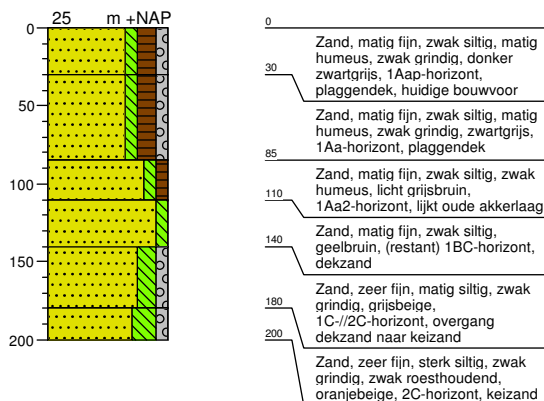 25 m +NAP
0
50
100
150
200
0
Zand, matig fijn, zwak siltig, matig
humeus, zwak grindig, donker
zwartgrijs, 1Aap-horizont,
plaggendek, huidige bouwvoor
30
Zand, matig fijn, zwak siltig, matig
humeus, zwak grindig, zwartgrijs,
1Aa-horizont, plaggendek
85
Zand, matig fijn, zwak siltig, zwak
humeus, licht grijsbruin,
1Aa2-horizont, lijkt oude akkerlaag
110
Zand, matig fijn, zwak siltig,
geelbruin, (restant) 1BC-horizont,
dekzand
140
Zand, zeer fijn, matig siltig, zwak
grindig, grijsbeige,
1C-//2C-horizont, overgang
dekzand naar keizand
180
Zand, zeer fijn, sterk siltig, zwak
grindig, zwak roesthoudend,
oranjebeige, 2C-horizont, keizand
200